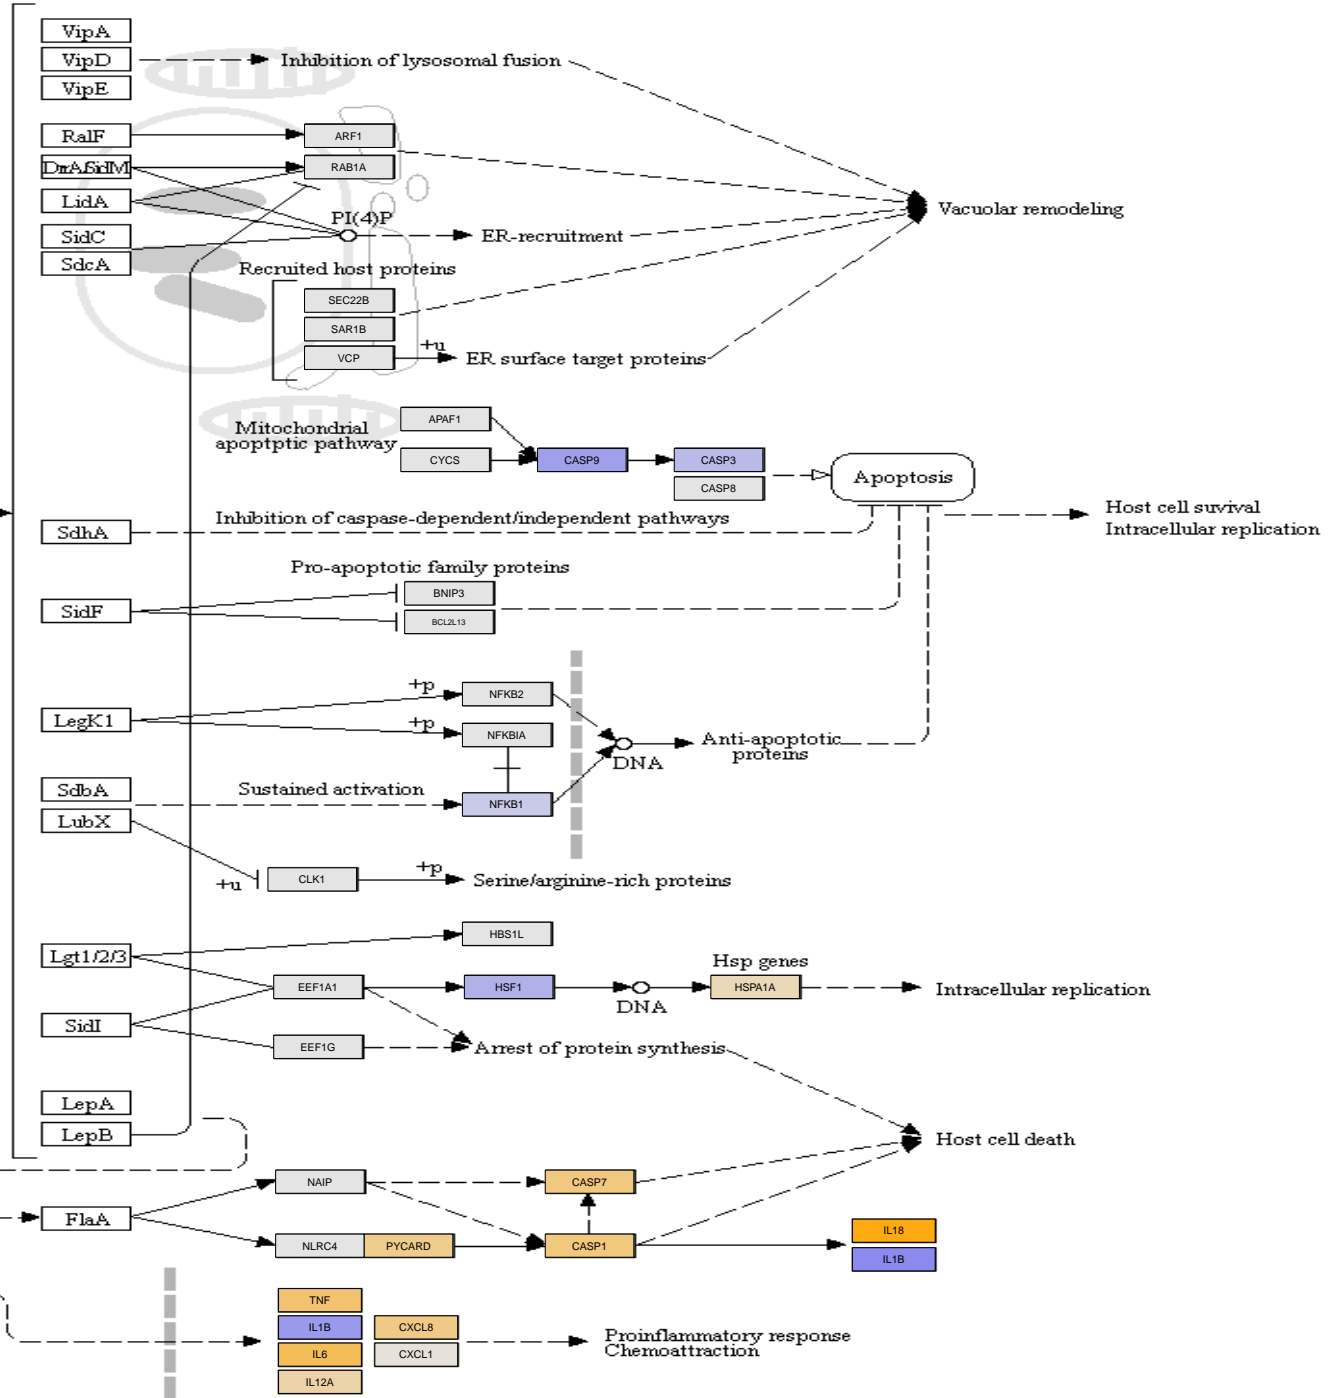 VipA
VipD
Inhibition of lysosomal fusion
VipE
RalF
ARF1
DrrA/SidM
RAB1A
LidA
Vacuolar remodeling
PI(4)P
SidC
ER-recruitment
SdcA
Recruited host proteins
SEC22B
SAR1B
+u
VCP
ER surface target proteins
APAF1
Mitochondrial
apoptptic pathway
CYCS
CASP9
CASP3
CASP8
Apoptosis
Host cell suvival
Intracellular replication
Inhibition of caspase-dependent/independent pathways
SdhA
Pro-apoptotic family proteins
BNIP3
SidF
BCL2L13
+p
NFKB2
LegK1
+p
NFKBIA
Anti-apoptotic
proteins
DNA
SdbA
Sustained activation
NFKB1
LubX
+p
+u
CLK1
Serine/arginine-rich proteins
HBS1L
Lgt1/2/3
Hsp genes
EEF1A1
HSF1
HSPA1A
Intracellular replication
DNA
SidI
EEF1G
Arrest of protein synthesis
LepA
LepB
Host cell death
NAIP
CASP7
FlaA
IL18
NLRC4
PYCARD
CASP1
IL1B
TNF
IL1B
CXCL8
Proinflammatory response
Chemoattraction
IL6
CXCL1
IL12A